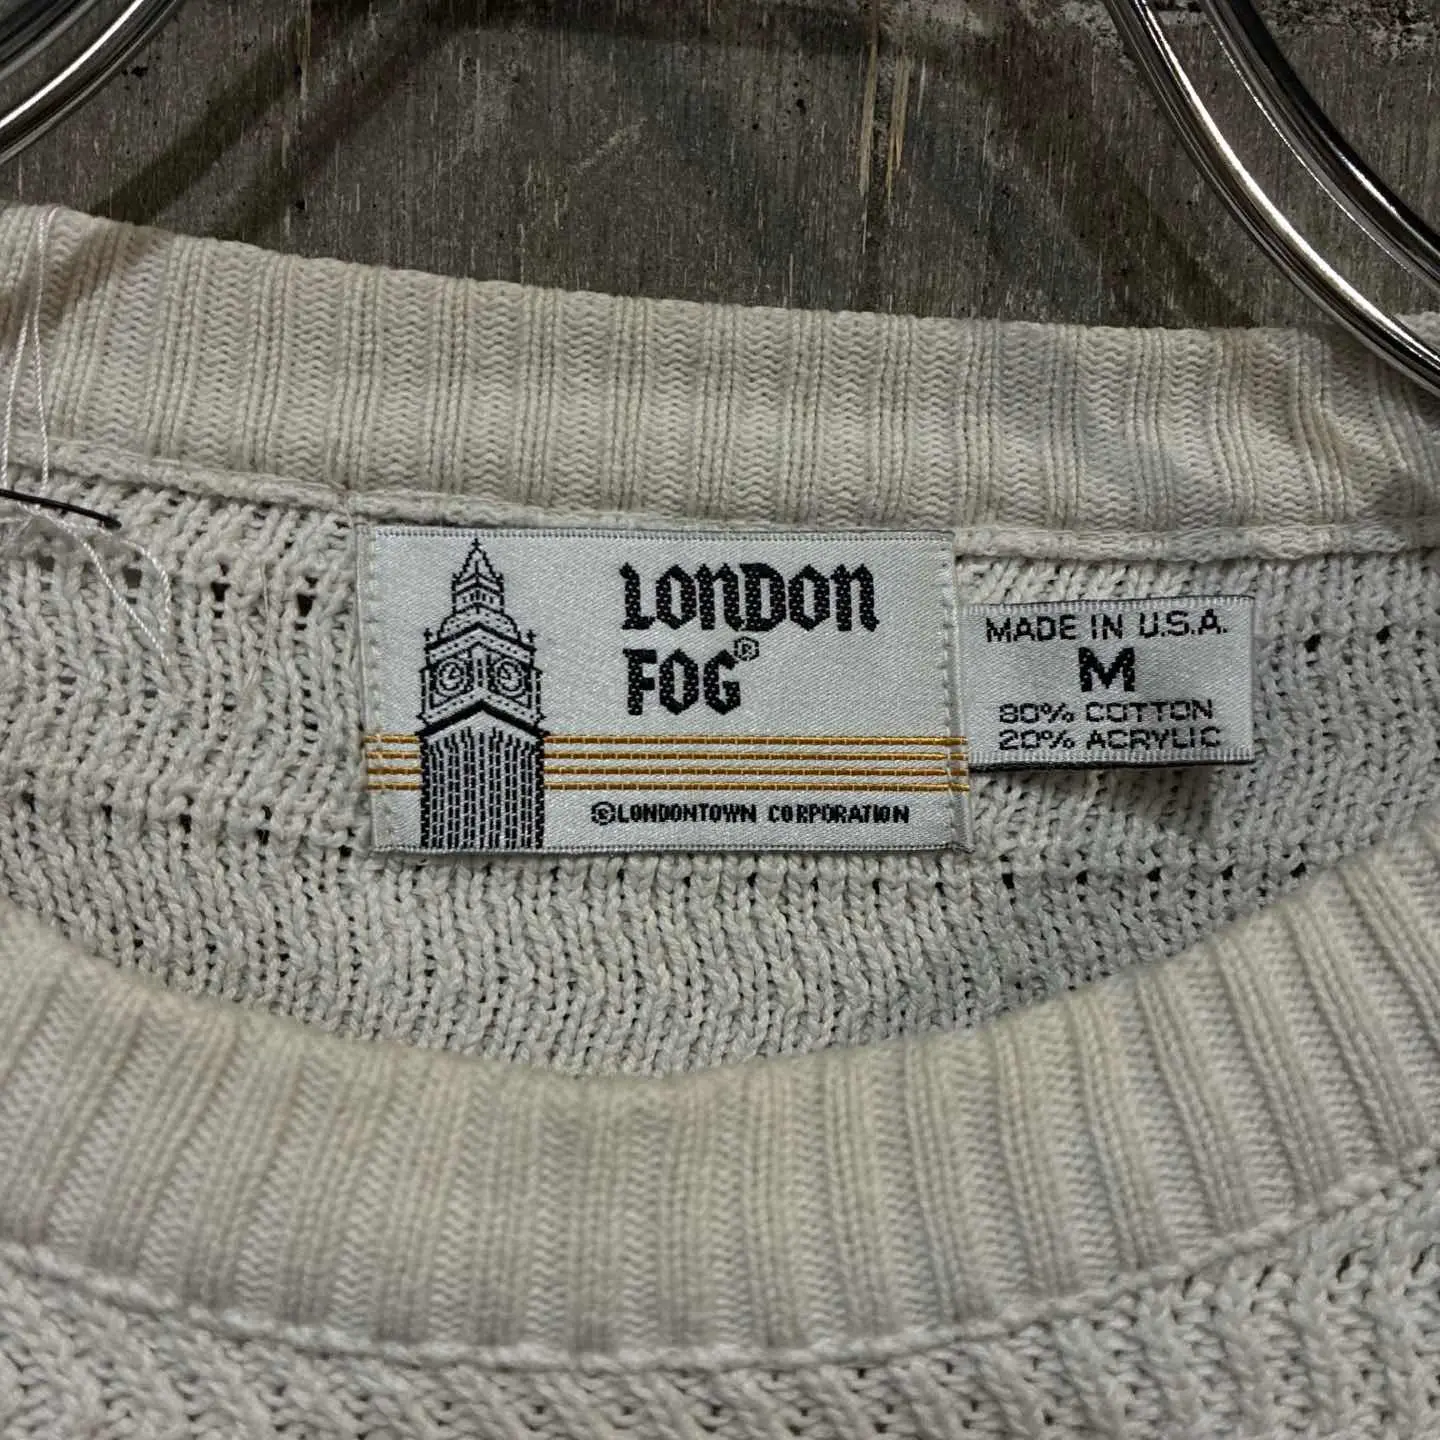 LONDON
FOG®
®LONDONTOWN CORPORATION
MADE IN U.S.A.
M
80% COTTON
20% ACRYLIC